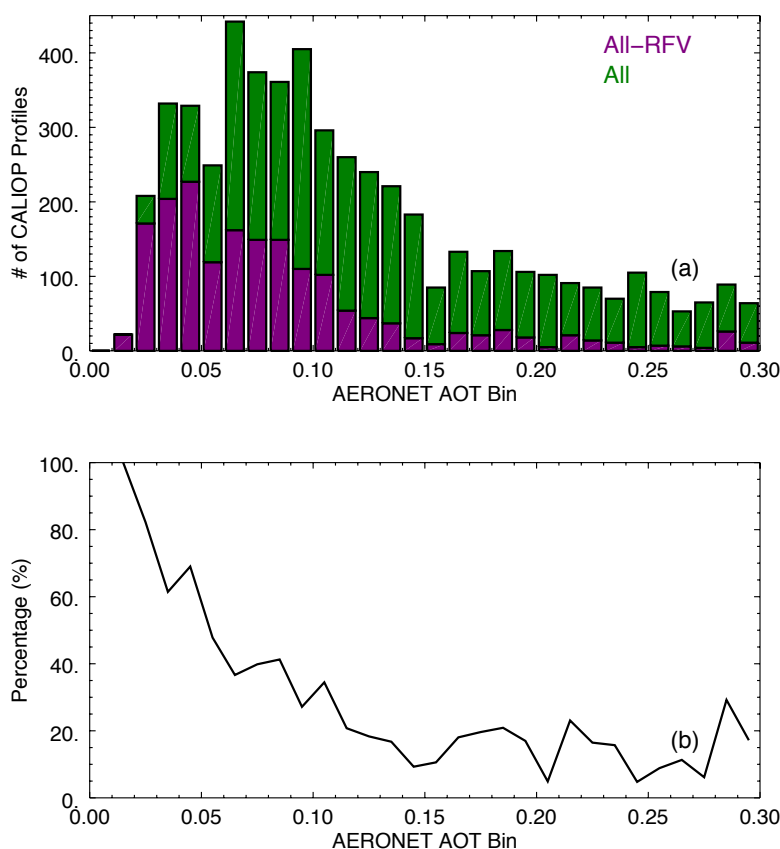 All−RFV
All
400.
300.
200.
100.
0.
# of CALIOP Profiles
(a)
0.00 0.05 0.10 0.15 0.20 0.25 0.30
AERONET AOT Bin
100.
80.
60.
40.
20.
0.
Percentage (%)
(b)
0.00 0.05 0.10 0.15 0.20 0.25 0.30
AERONET AOT Bin